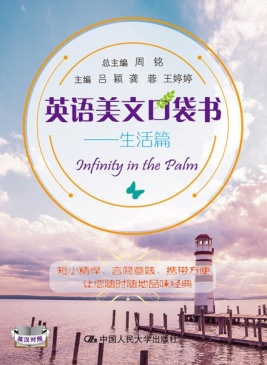 总主编 周 铭
主编 吕 颖 龚 蓉 王婷婷
英语美文口袋书
——生活篇
Infinity in the Palm
短小精悍、言简意赅、携带方便
让您随时随地品味经典
英汉对照
中国人民大学出版社